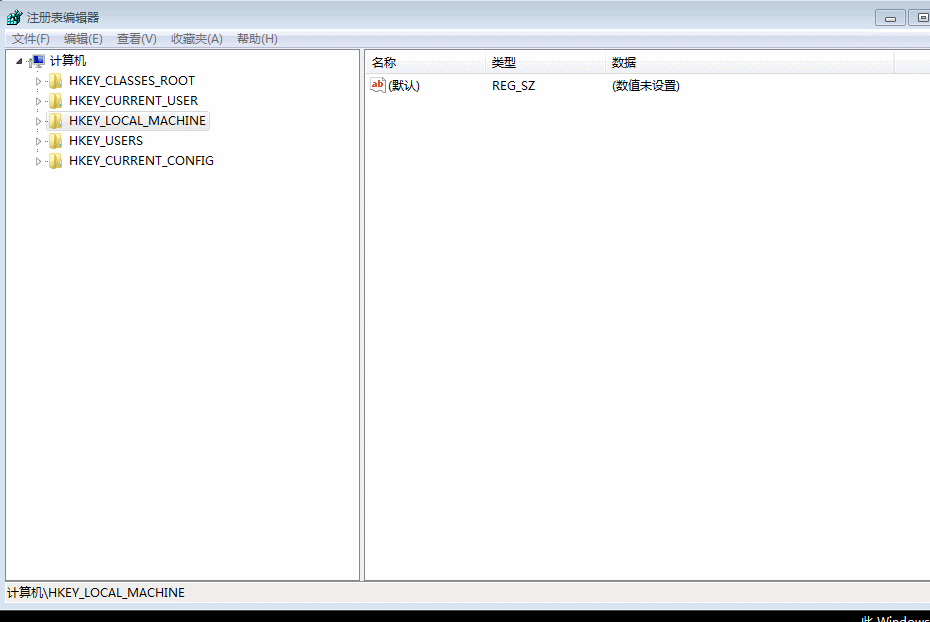 注册表编辑器
文件(F) 编辑(E) 查看(V) 收藏夹(A) 帮助(H)
计算机
HKEY_CLASSES_ROOT
HKEY_CURRENT_USER
HKEY_LOCAL_MACHINE
HKEY_USERS
HKEY_CURRENT_CONFIG
名称 类型 数据
ab (默认) REG_SZ (数值未设置)
计算机\HKEY_LOCAL_MACHINE
此 Windows